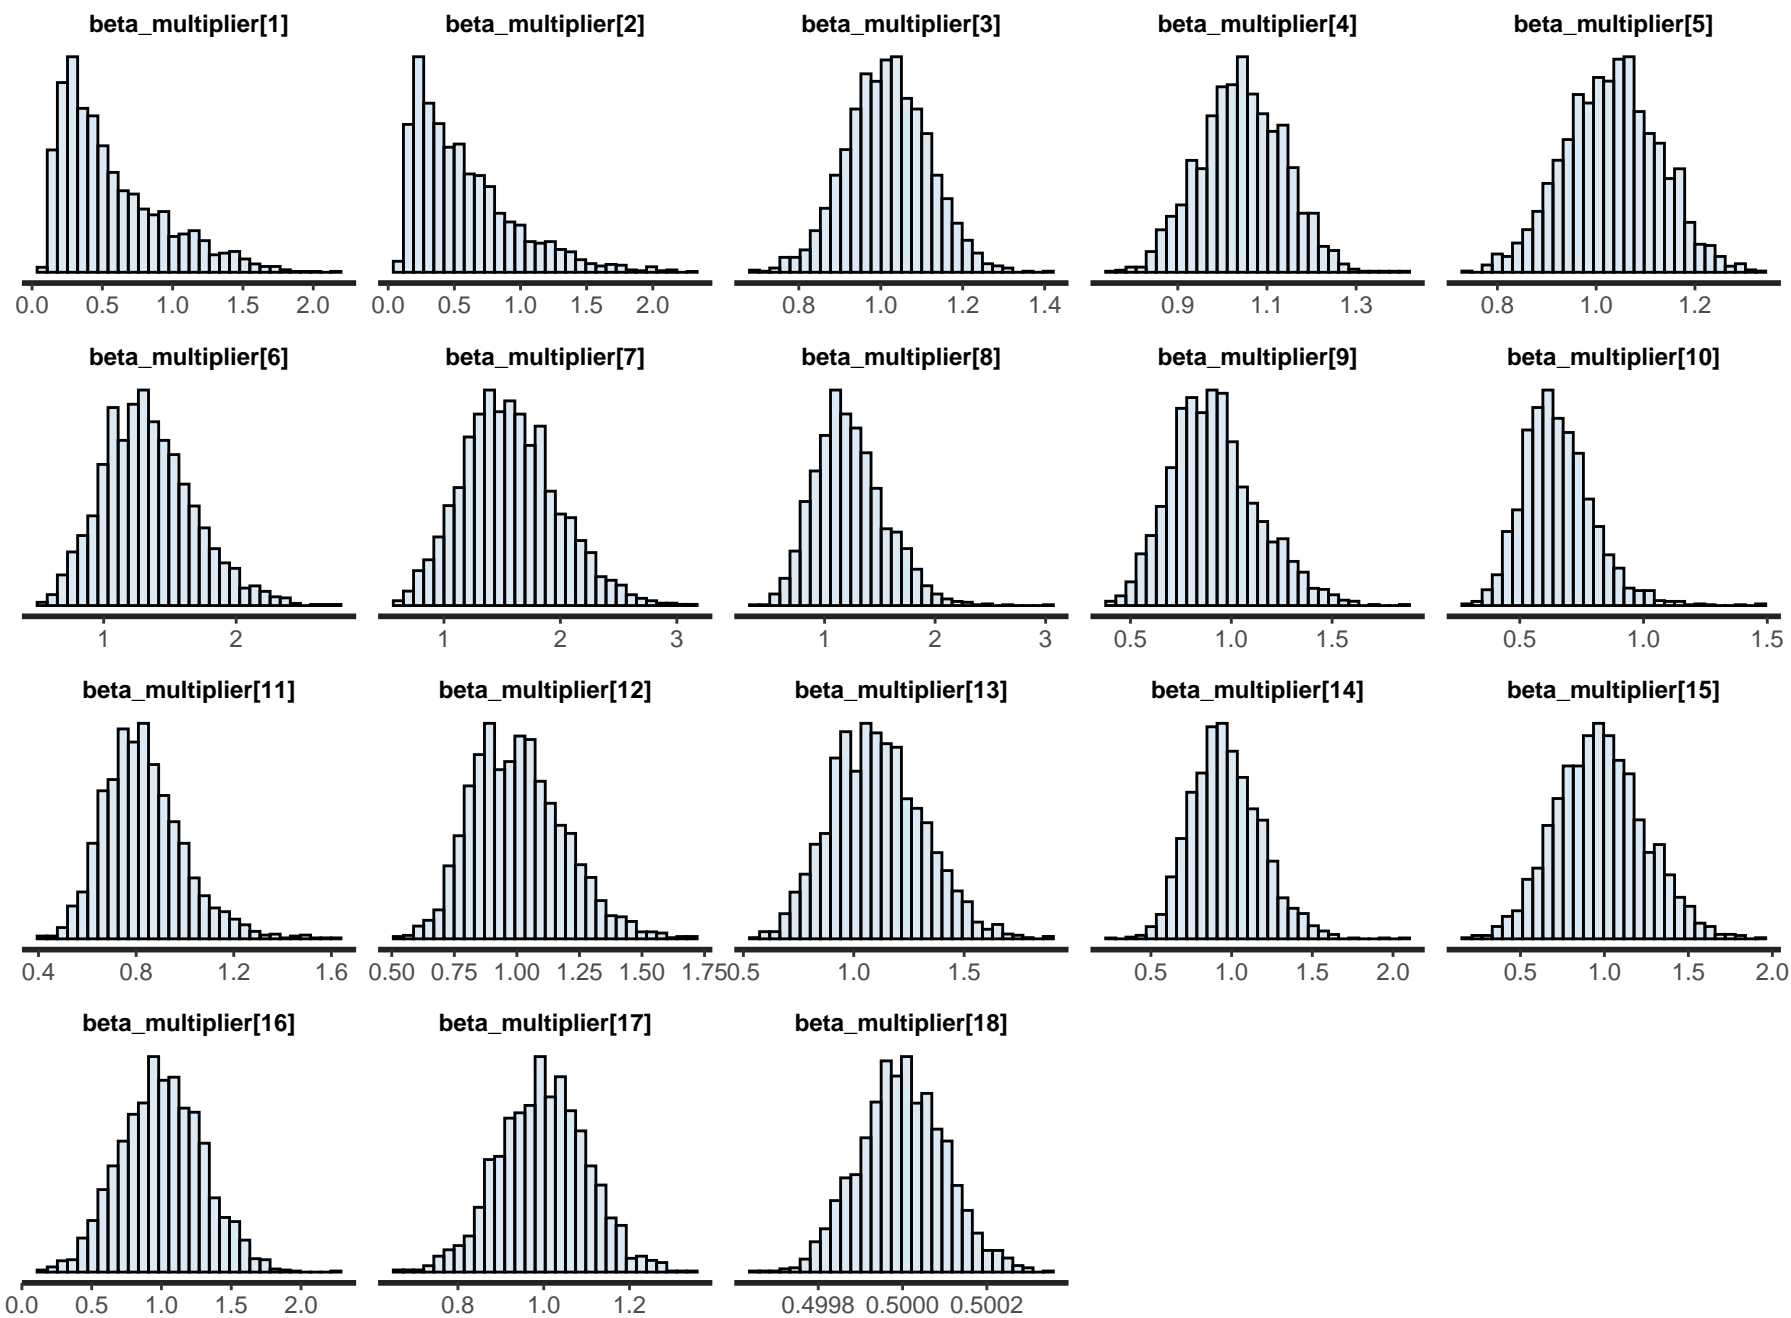 beta_multiplier[1] beta_multiplier[2] beta_multiplier[3] beta_multiplier[4] beta_multiplier[5]
0.0 0.5 1.0 1.5 2.0 0.0 0.5 1.0 1.5 2.0 0.8 1.0 1.2 1.4 0.9 1.1 1.3 0.8 1.0 1.2
beta_multiplier[6] beta_multiplier[7] beta_multiplier[8] beta_multiplier[9] beta_multiplier[10]
1 2 1 2 3 1 2 3 0.5 1.0 1.5 0.5 1.0 1.5
beta_multiplier[11] beta_multiplier[12] beta_multiplier[13] beta_multiplier[14] beta_multiplier[15]
0.4 0.8 1.2 1.6 0.50 0.75 1.00 1.25 1.50 1.75 0.5 1.0 1.5 0.5 1.0 1.5 2.0 0.5 1.0 1.5 2.0
beta_multiplier[16] beta_multiplier[17] beta_multiplier[18]
0.0 0.5 1.0 1.5 2.0 0.8 1.0 1.2 0.4998 0.5000 0.5002